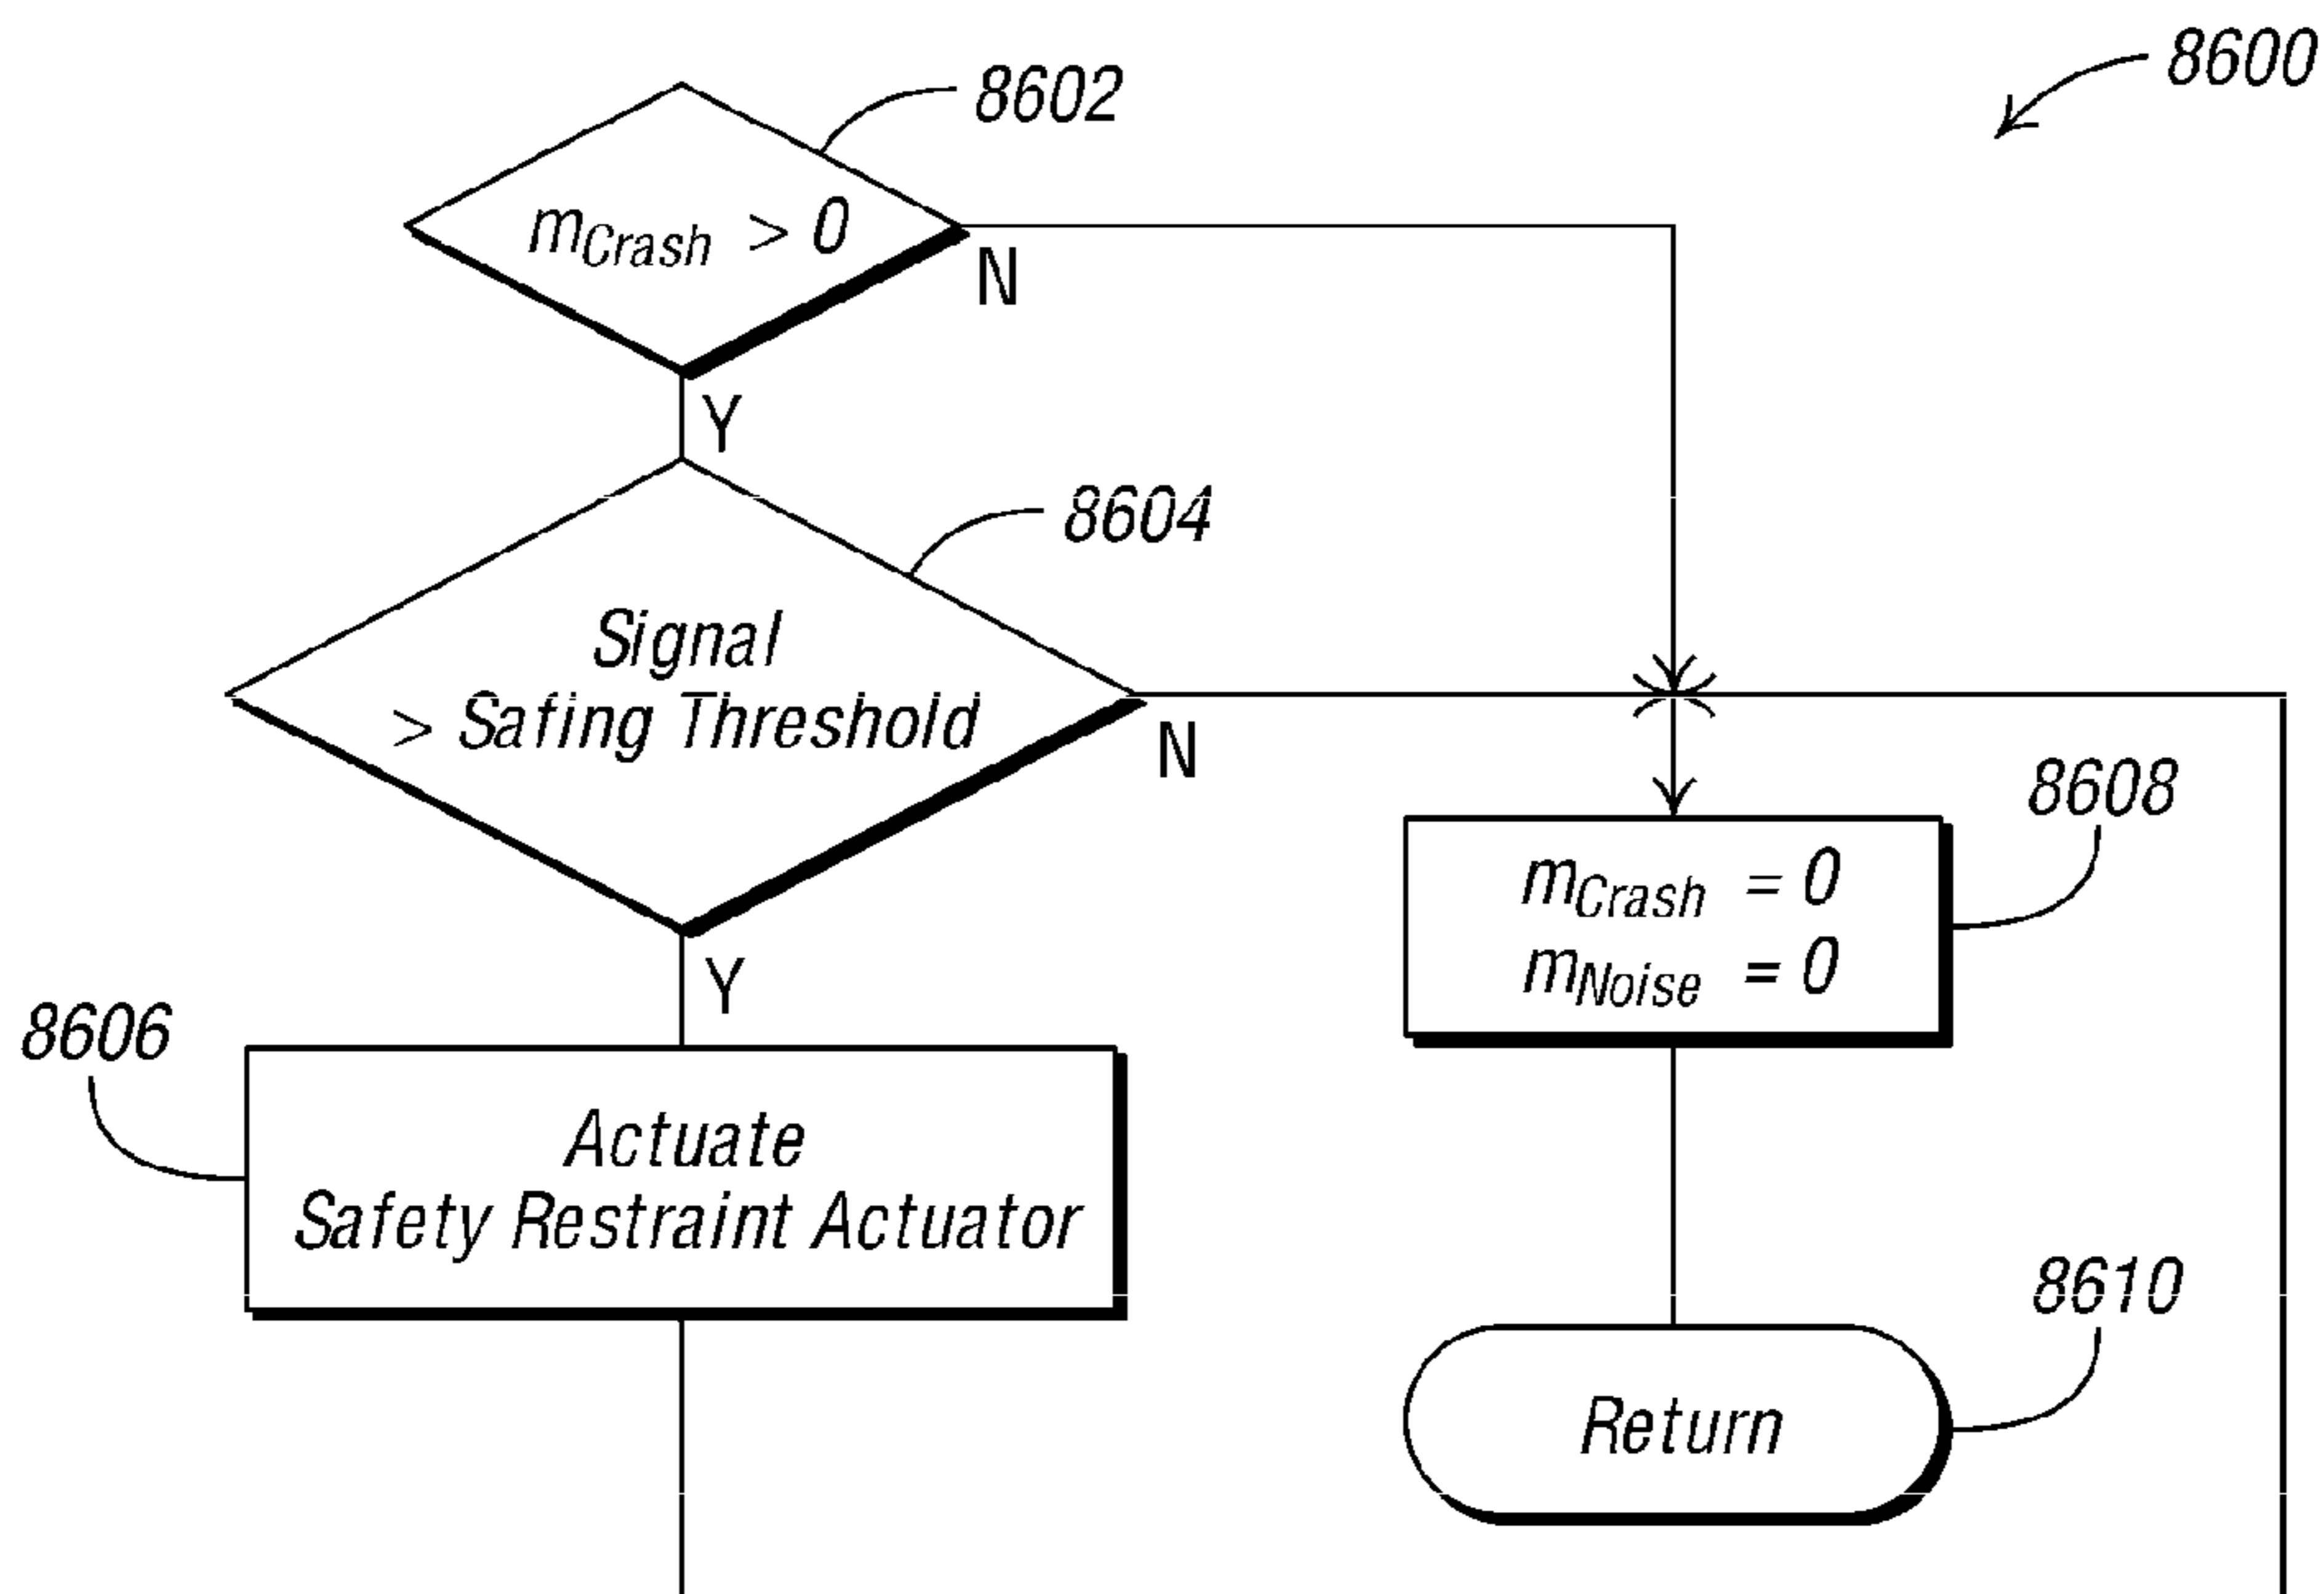 8600
8602
mCrash > 0
N
Y
8604
Signal
> Safing Threshold
N
Y
8608
mCrash = 0
mNoise = 0
8606
Actuate
Safety Restraint Actuator
8610
Return